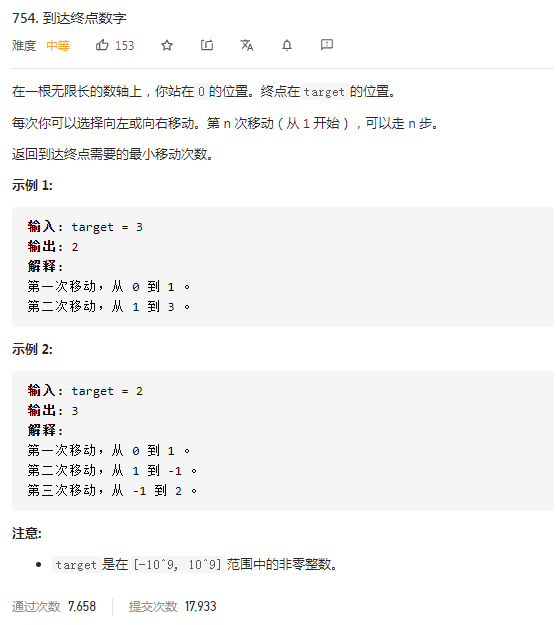 754. 到达终点数字
难度 中等 153
在一根无限长的数轴上，你站在 0 的位置。终点在 target 的位置。
每次你可以选择向左或向右移动。第 n 次移动（从 1 开始），可以走 n 步。
返回到达终点需要的最小移动次数。
示例 1:
输入: target = 3
输出: 2
解释:
第一次移动，从 0 到 1 。
第二次移动，从 1 到 3 。
示例 2:
输入: target = 2
输出: 3
解释:
第一次移动，从 0 到 1 。
第二次移动，从 1 到 -1 。
第三次移动，从 -1 到 2 。
注意:
• target 是在 [-10^9, 10^9] 范围中的非零整数。
通过次数 7,658 提交次数 17,933